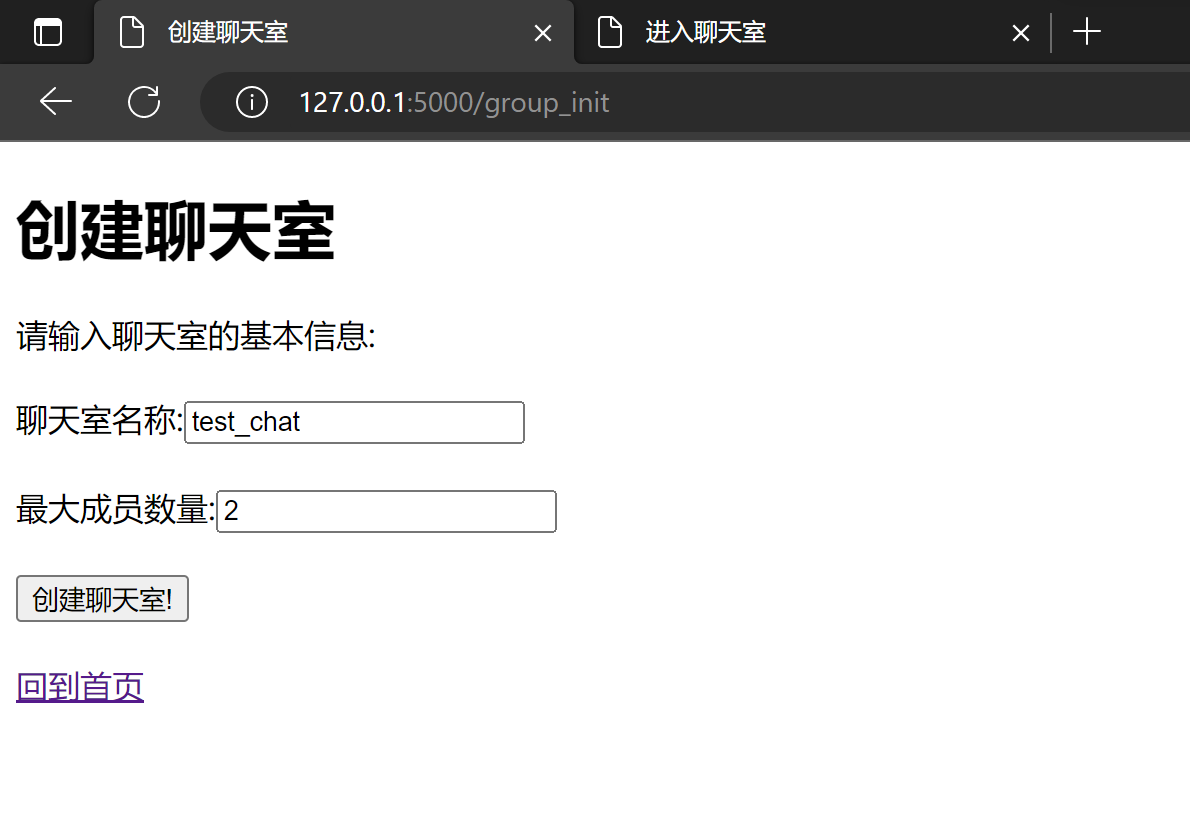 创建聊天室 进入聊天室
127.0.0.1:5000/group_init
创建聊天室
请输入聊天室的基本信息:
聊天室名称:test_chat
最大成员数量:2
创建聊天室!
回到首页